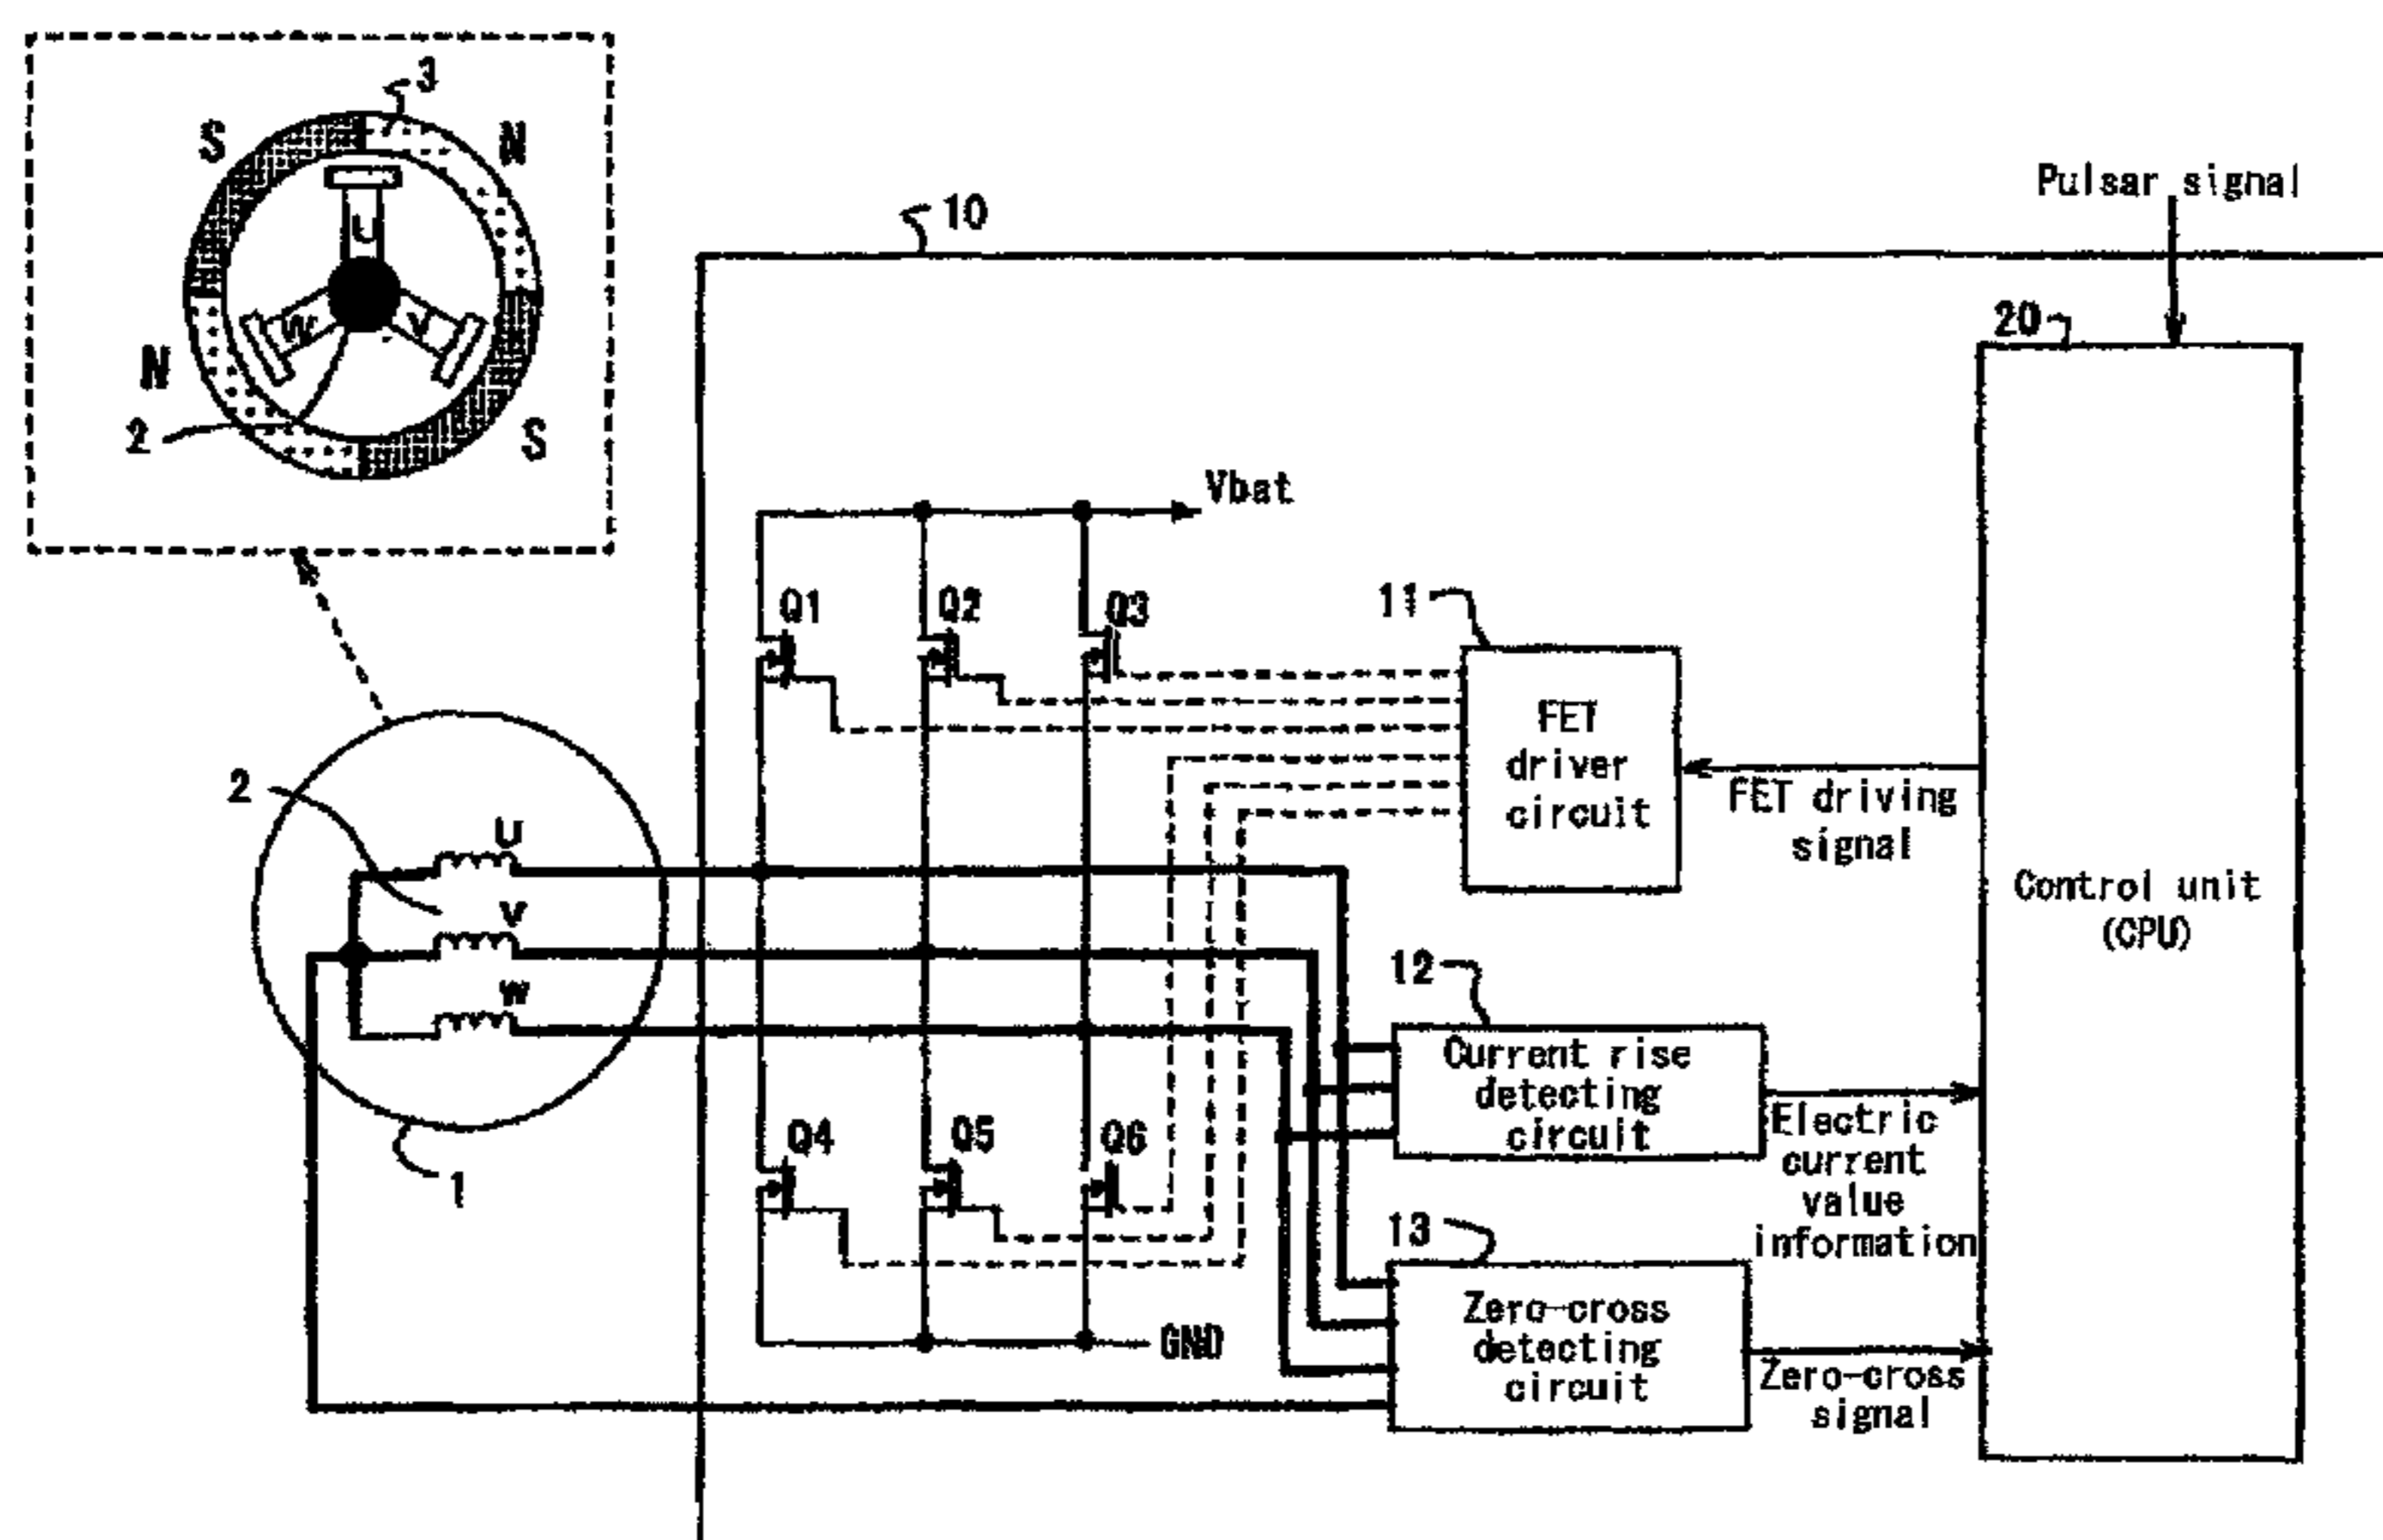 3
S
N
U
W
V
N
S
2
10
Pulsar signal
20
Vbat
Q1
Q2
Q3
11
FET
driver
circuit
FET driving
signal
Control unit
(CPU)
2
U
V
W
1
Q4
Q5
Q6
12
Current rise
detecting
circuit
Electric
current
value
information
13
Zero-cross
detecting
circuit
Zero-cross
signal
GND